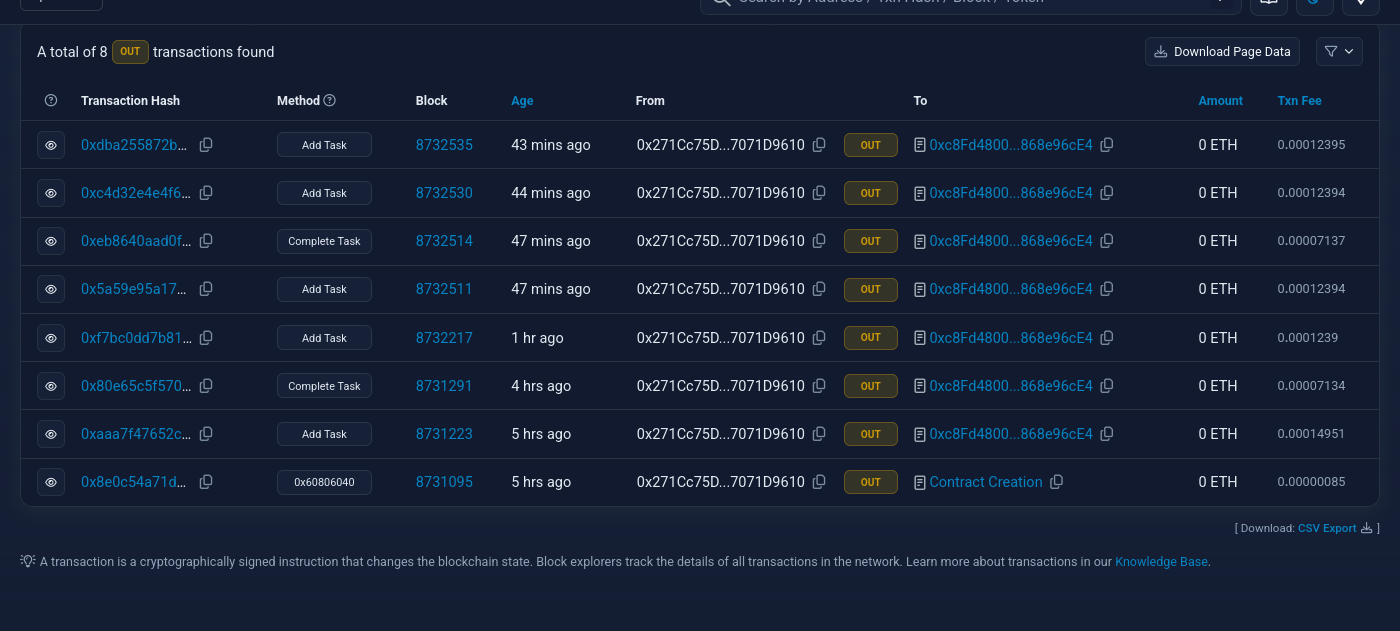 Search by Address / Txn Hash / Block / Token
A total of 8 OUT transactions found
Download Page Data
Transaction Hash Method Block Age From To Amount Txn Fee
0xdba255872b... Add Task 8732535 43 mins ago 0x271Cc75D...7071D9610 OUT 0xc8Fd4800...868e96cE4 0 ETH 0.00012395
0xc4d32e4e4f6... Add Task 8732530 44 mins ago 0x271Cc75D...7071D9610 OUT 0xc8Fd4800...868e96cE4 0 ETH 0.00012394
0xeb8640aad0f... Complete Task 8732514 47 mins ago 0x271Cc75D...7071D9610 OUT 0xc8Fd4800...868e96cE4 0 ETH 0.00007137
0x5a59e95a17... Add Task 8732511 47 mins ago 0x271Cc75D...7071D9610 OUT 0xc8Fd4800...868e96cE4 0 ETH 0.00012394
0xf7bc0dd7b81... Add Task 8732217 1 hr ago 0x271Cc75D...7071D9610 OUT 0xc8Fd4800...868e96cE4 0 ETH 0.0001239
0x80e65c5f570... Complete Task 8731291 4 hrs ago 0x271Cc75D...7071D9610 OUT 0xc8Fd4800...868e96cE4 0 ETH 0.00007134
0xaaa7f47652c... Add Task 8731223 5 hrs ago 0x271Cc75D...7071D9610 OUT 0xc8Fd4800...868e96cE4 0 ETH 0.00014951
0x8e0c54a71d... 0x60806040 8731095 5 hrs ago 0x271Cc75D...7071D9610 OUT Contract Creation 0 ETH 0.00000085
[ Download: CSV Export ]
A transaction is a cryptographically signed instruction that changes the blockchain state. Block explorers track the details of all transactions in the network. Learn more about transactions in our Knowledge Base.